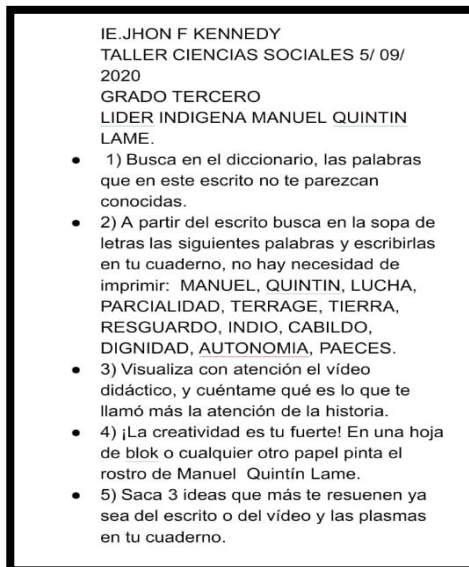 IE.JHON F KENNEDY
TALLER CIENCIAS SOCIALES 5/ 09/
2020
GRADO TERCERO
LIDER INDIGENA MANUEL QUINTIN
LAME.
• 1) Busca en el diccionario, las palabras
que en este escrito no te parezcan
conocidas.
• 2) A partir del escrito busca en la sopa de
letras las siguientes palabras y escribirlas
en tu cuaderno, no hay necesidad de
imprimir: MANUEL, QUINTIN, LUCHA,
PARCIALIDAD, TERRAGE, TIERRA,
RESGUARDO, INDIO, CABILDO,
DIGNIDAD, AUTONOMIA, PAECES.
• 3) Visualiza con atención el vídeo
didáctico, y cuéntame qué es lo que te
llamó más la atención de la historia.
• 4) ¡La creatividad es tu fuerte! En una hoja
de blok o cualquier otro papel pinta el
rostro de Manuel Quintín Lame.
• 5) Saca 3 ideas que más te resuenen ya
sea del escrito o del vídeo y las plasmas
en tu cuaderno.